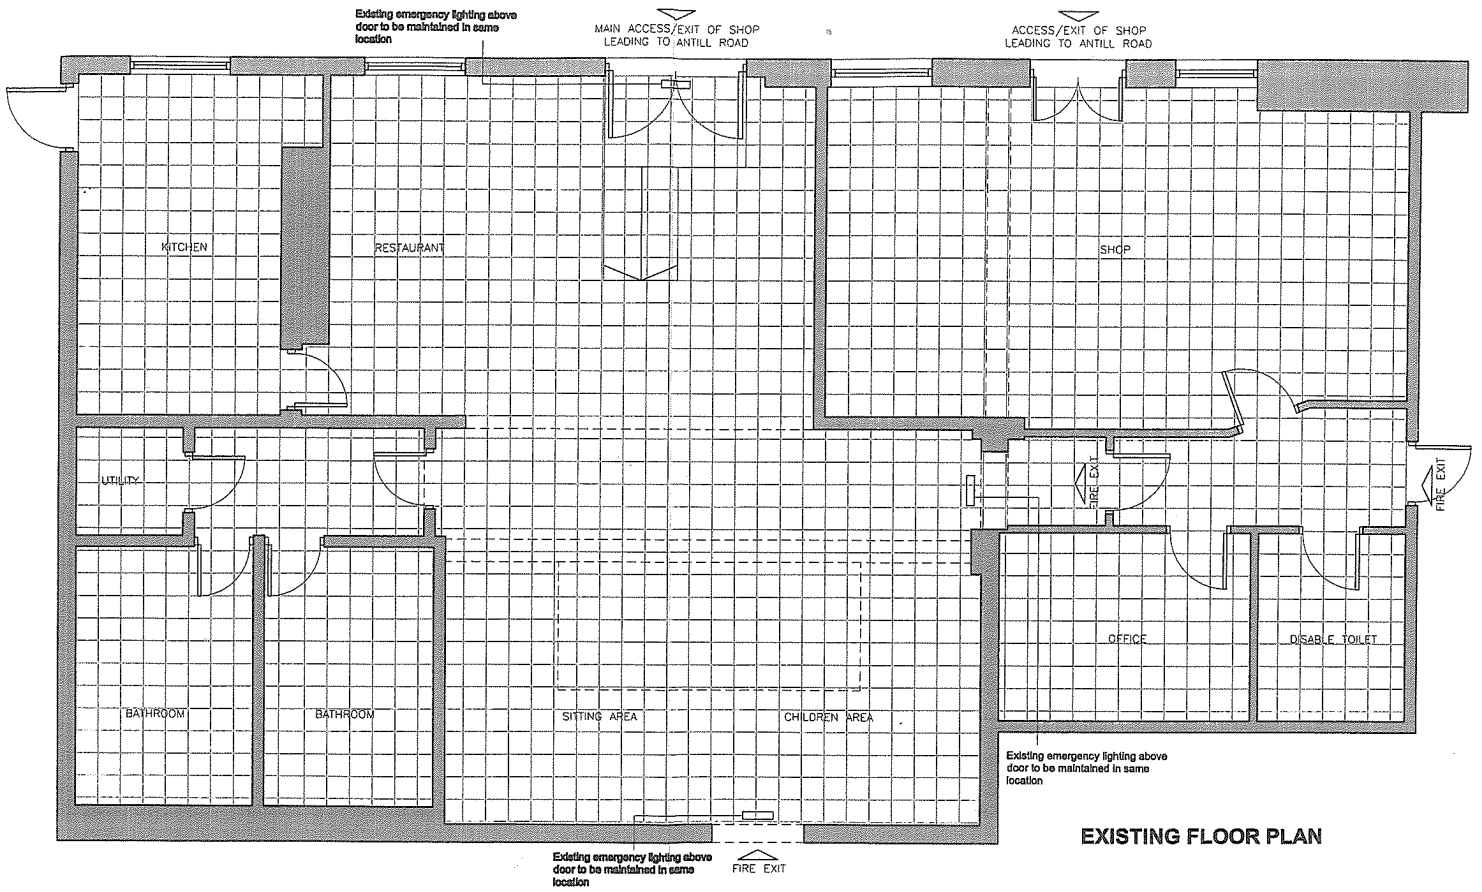 Existing emergency lighting above
door to be maintained in same
location
MAIN ACCESS/EXIT OF SHOP
LEADING TO ANTILL ROAD
ACCESS/EXIT OF SHOP
LEADING TO ANTILL ROAD
KITCHEN
RESTAURANT
SHOP
UTILITY
FIRE EXIT
FIRE EXIT
OFFICE
DISABLE TOILET
BATHROOM
BATHROOM
SITTING AREA
CHILDREN AREA
Existing emergency lighting above
door to be maintained in same
location
EXISTING FLOOR PLAN
Existing emergency lighting above
door to be maintained in same
location
FIRE EXIT